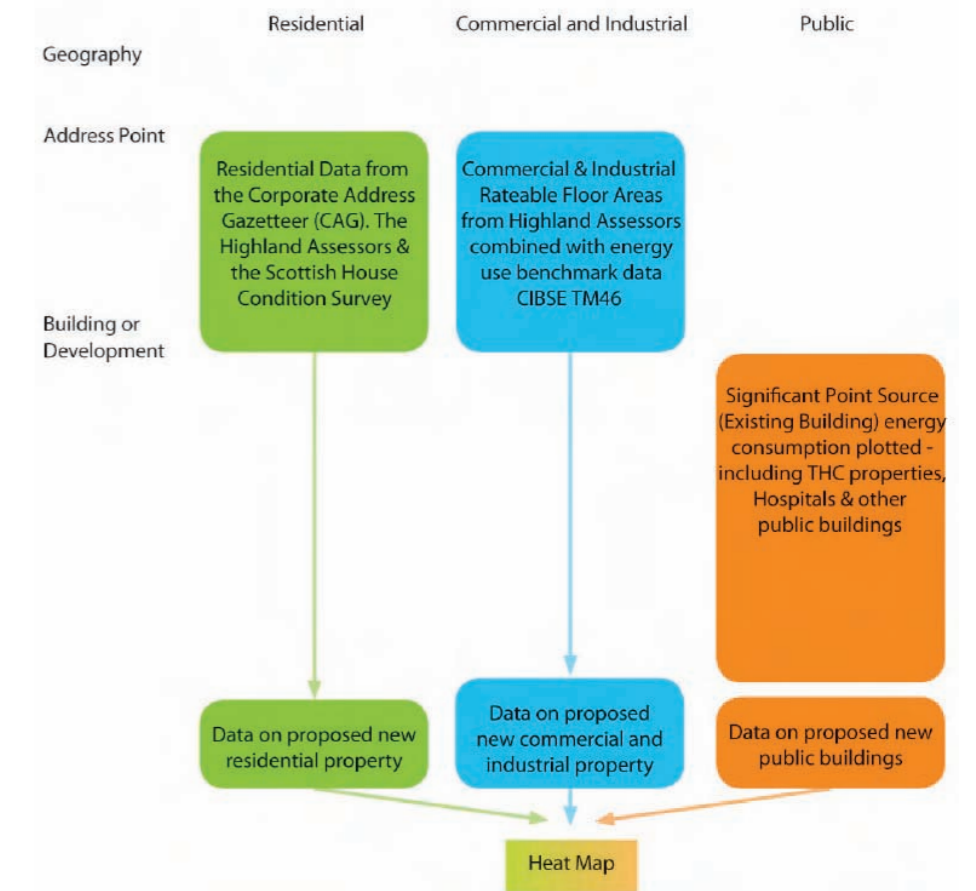 Residential
Commercial and Industrial
Public
Geography
Address Point
Residential Data from
the Corporate Address
Gazetteer (CAG). The
Highland Assessors &
the Scottish House
Condition Survey
Commercial & Industrial
Rateable Floor Areas
from Highland Assessors
combined with energy
use benchmark data
CIBSE TM46
Building or
Development
Significant Point Source
(Existing Building) energy
consumption plotted -
including THC properties,
Hospitals & other
public buildings
Data on proposed new
residential property
Data on proposed
new commercial and
industrial property
Data on proposed new
public buildings
Heat Map